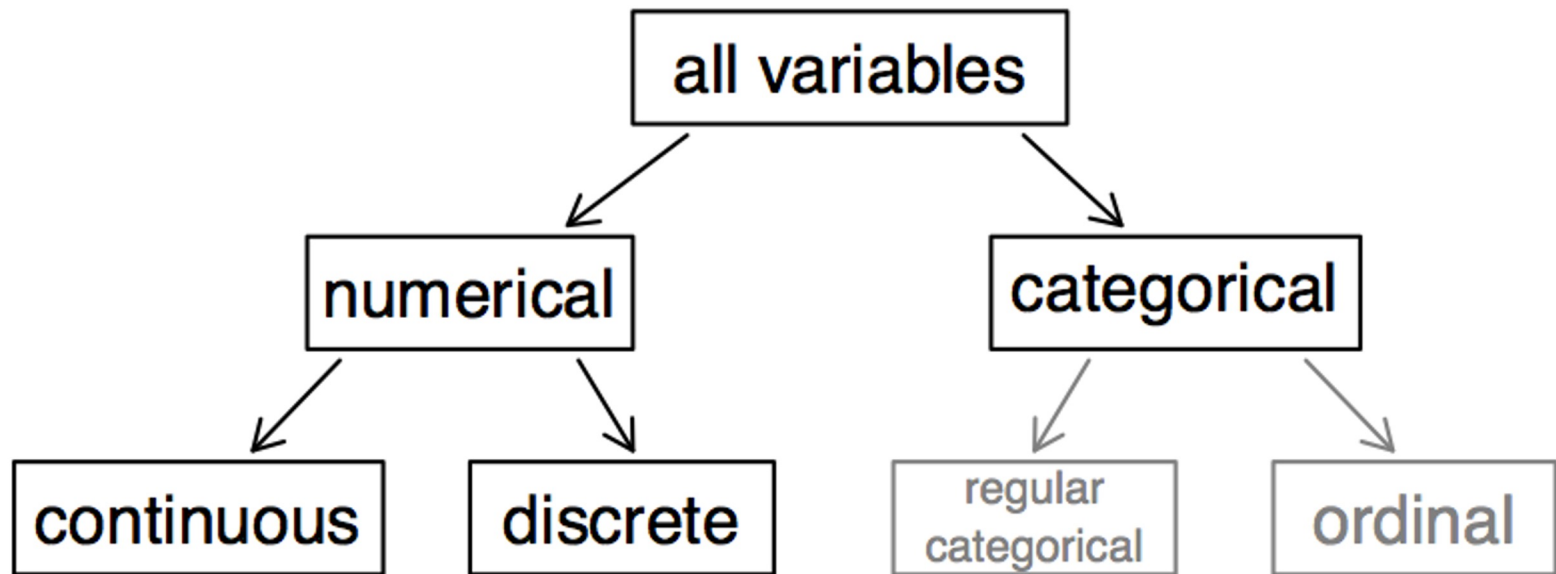 all variables
numerical
categorical
continuous
discrete
regular
categorical
ordinal